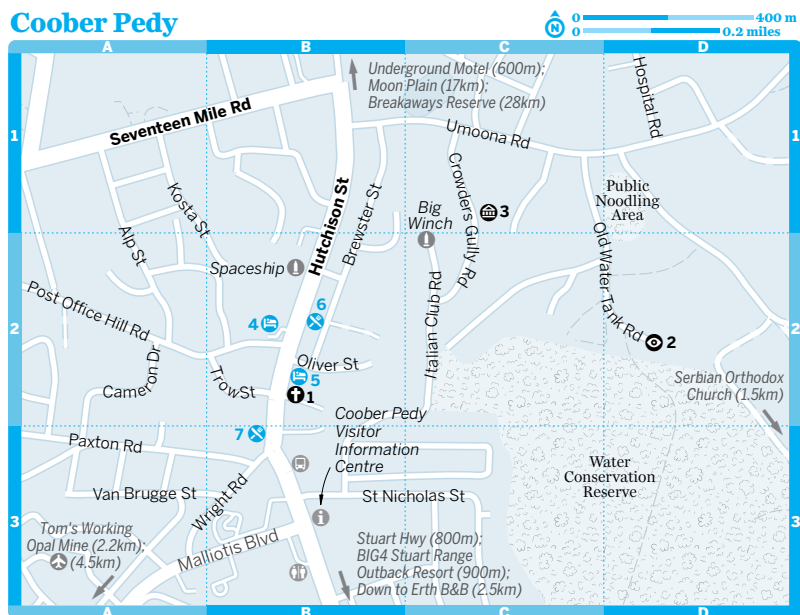 Coober Pedy
N
0 400 m
0 0.2 miles
A B C D
Underground Motel (600m);
Moon Plain (17km);
Breakaways Reserve (28km)
Hospital Rd
1 1
Seventeen Mile Rd
Umoona Rd
Crowders Gully Rd
Kosta St
Hutchison St
Brewster St
Big
Winch
3
Public
Noodling
Area
Alp St
Spaceship
Old Water Tank Rd
Italian Club Rd
Post Office Hill Rd
4
6
2 2
2
Oliver St
5
Cameron Dr
Trow St
1
Serbian Orthodox
Church (1.5km)
Coober Pedy
Visitor
Information
Centre
7
Paxton Rd
Water
Conservation
Reserve
Van Brugge St
Wright Rd
St Nicholas St
3 3
i
Tom's Working
Opal Mine (2.2km);
(4.5km)
Malliotis Blvd
Stuart Hwy (800m);
BIG4 Stuart Range
Outback Resort (900m);
Down to Erth B&B (2.5km)
A B C D